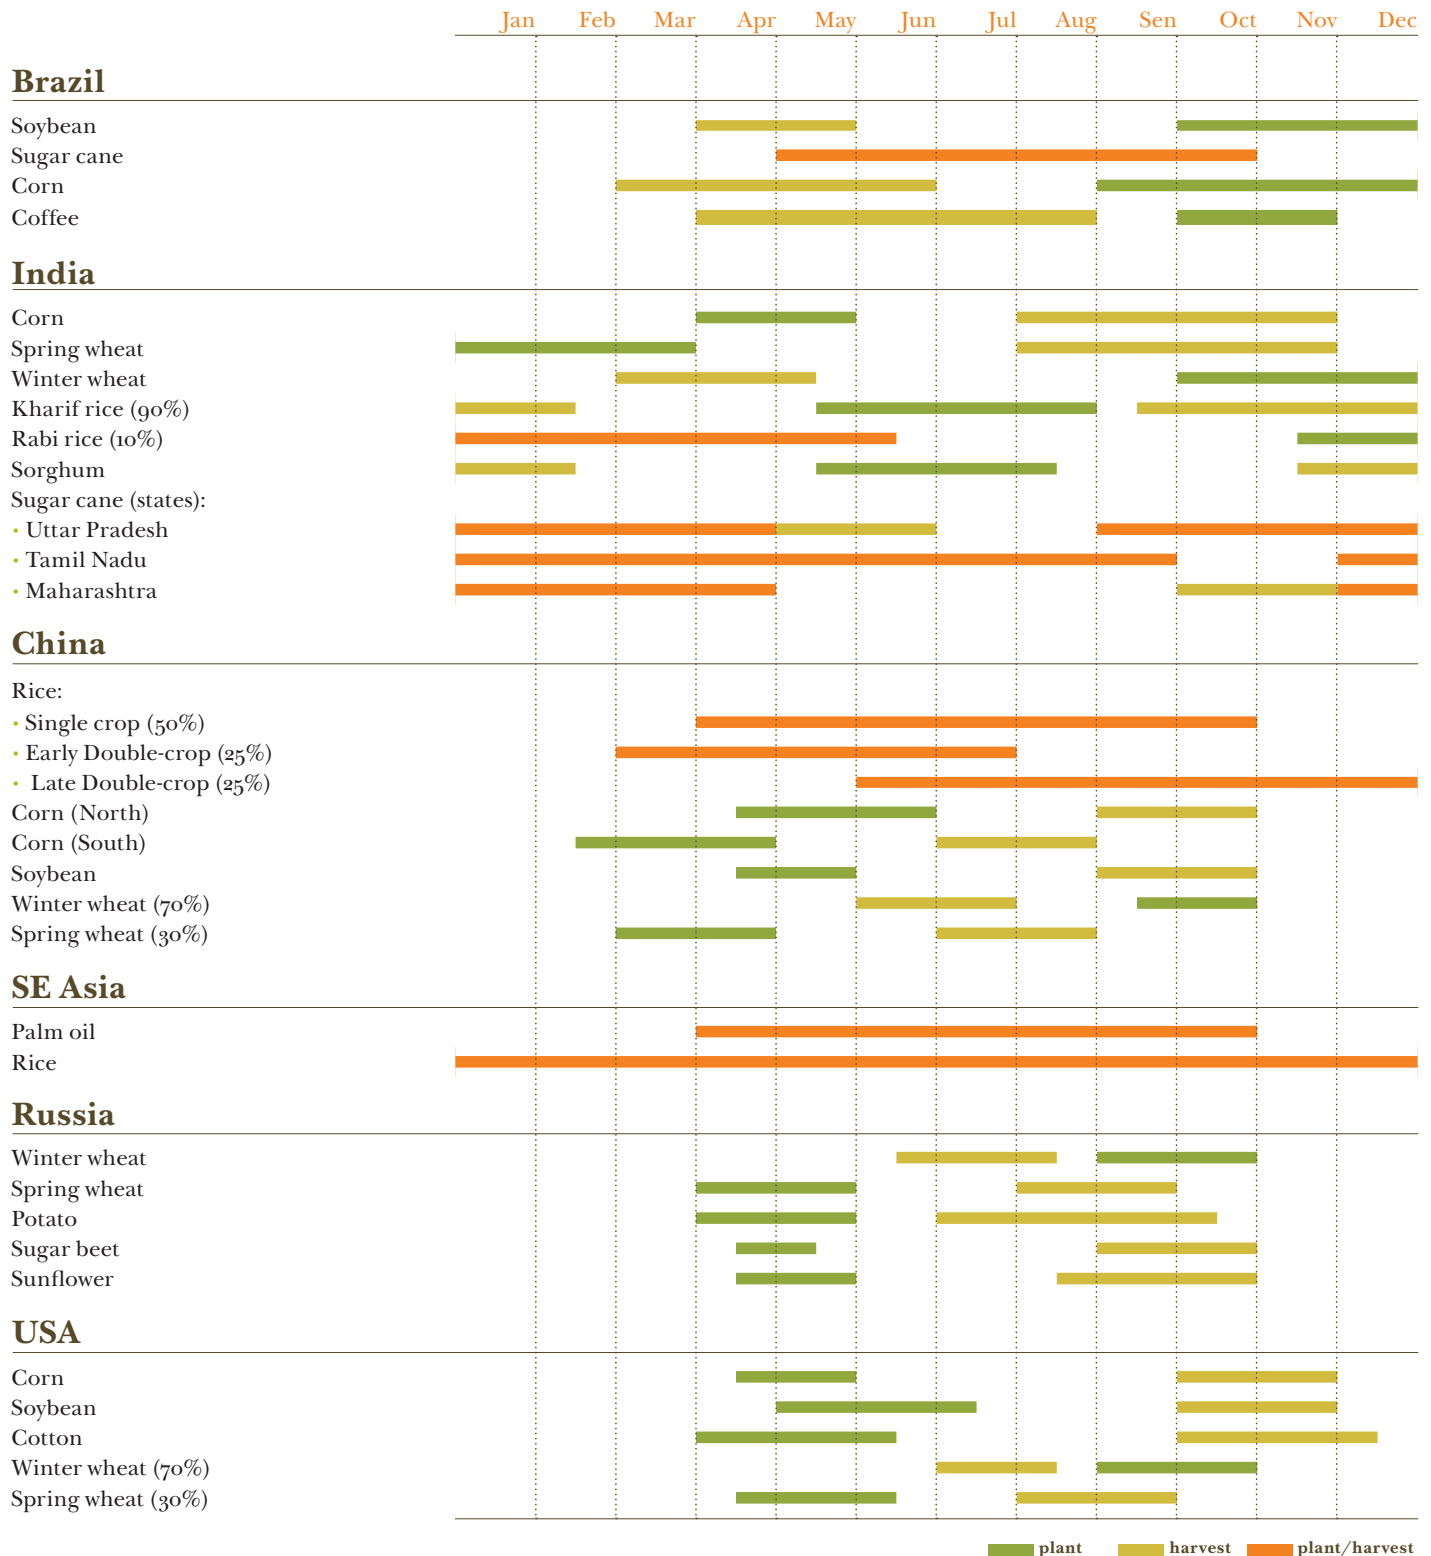 Jan Feb Mar Apr May Jun Jul Aug Sen Oct Nov Dec
Brazil
Soybean
Sugar cane
Corn
Coffee
India
Corn
Spring wheat
Winter wheat
Kharif rice (90%)
Rabi rice (10%)
Sorghum
Sugar cane (states):
• Uttar Pradesh
• Tamil Nadu
• Maharashtra
China
Rice:
• Single crop (50%)
• Early Double-crop (25%)
• Late Double-crop (25%)
Corn (North)
Corn (South)
Soybean
Winter wheat (70%)
Spring wheat (30%)
SE Asia
Palm oil
Rice
Russia
Winter wheat
Spring wheat
Potato
Sugar beet
Sunflower
USA
Corn
Soybean
Cotton
Winter wheat (70%)
Spring wheat (30%)
plant harvest plant/harvest